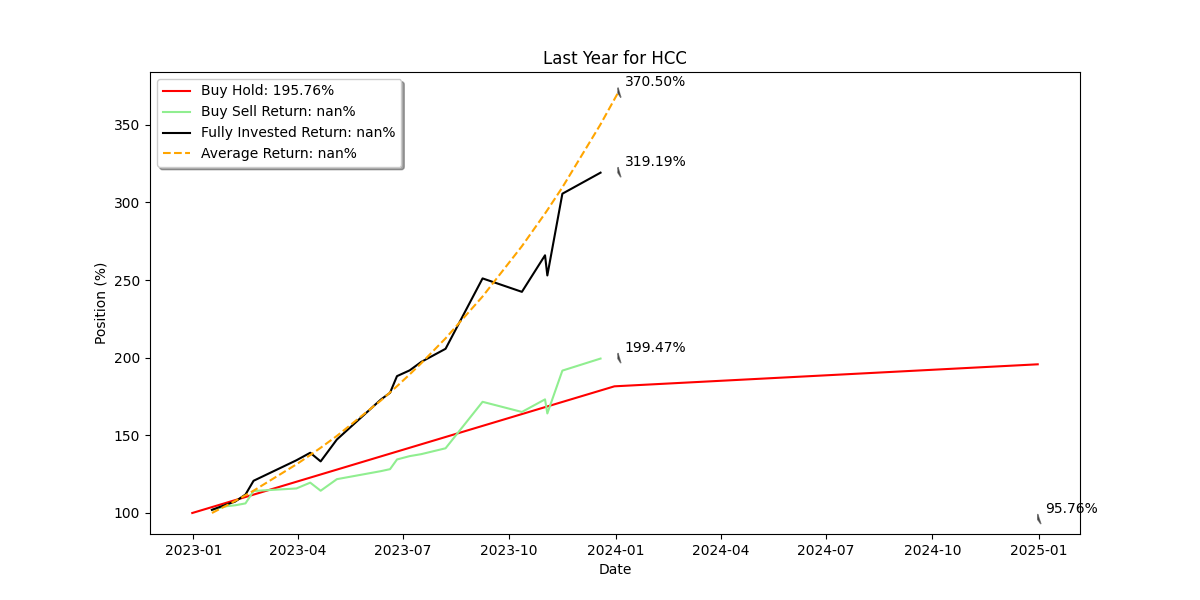 Last Year for HCC
Buy Hold: 195.76%
Buy Sell Return: nan%
Fully Invested Return: nan%
Average Return: nan%
370.50%
319.19%
199.47%
95.76%
Position (%)
350
300
250
200
150
100
2023-01 2023-04 2023-07 2023-10 2024-01 2024-04 2024-07 2024-10 2025-01
Date